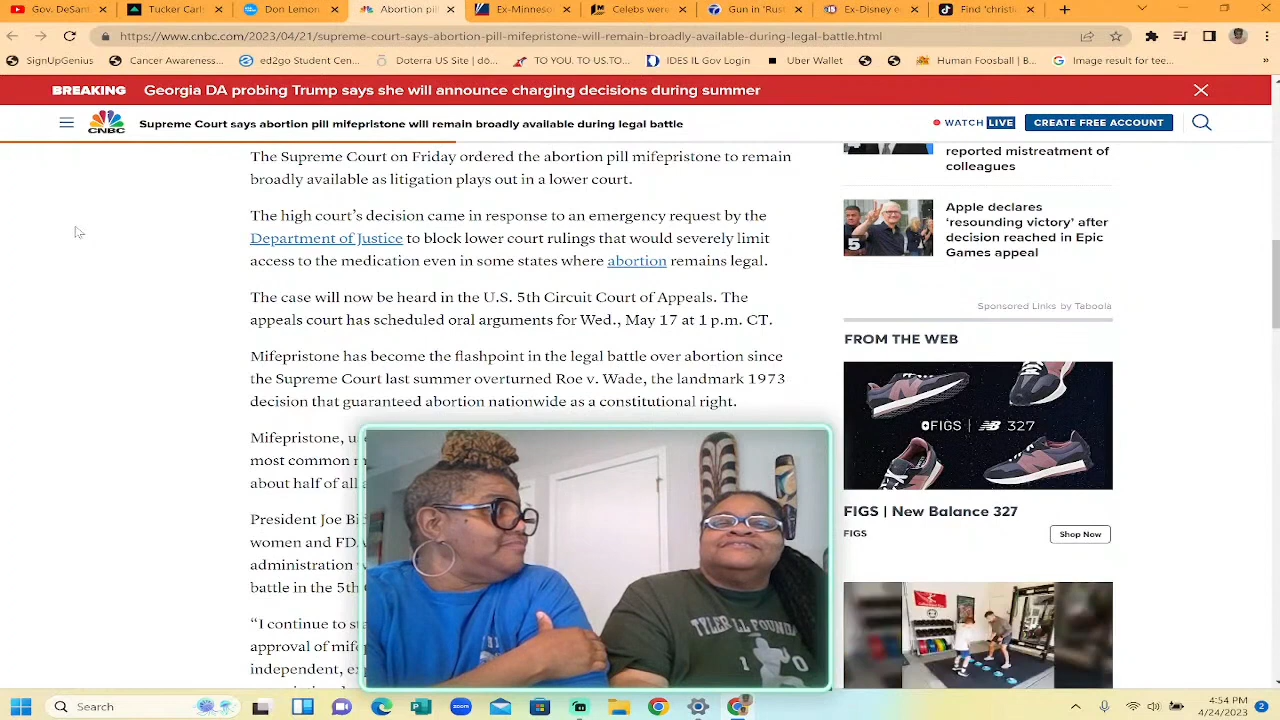 Gov. DeSant
Tucker Carl
Don Lemon
Abortion pil
Ex-Minneso
Celebs were
Gun in 'Rust
Ex-Disney e
Find 'christi
https://www.cnbc.com/2023/04/21/supreme-court-says-abortion-pill-mifepristone-will-remain-broadly-available-during-legal-battle.html
SignUpGenius
Cancer Awareness...
ed2go Student Cen...
Doterra US Site | dō...
TO YOU. TO US.TO...
IDES IL Gov Login
Uber Wallet
Human Foosball | B...
Image result for tee...
BREAKING Georgia DA probing Trump says she will announce charging decisions during summer
CNBC
Supreme Court says abortion pill mifepristone will remain broadly available during legal battle
WATCH LIVE
CREATE FREE ACCOUNT
The Supreme Court on Friday ordered the abortion pill mifepristone to remain
broadly available as litigation plays out in a lower court.
The high court's decision came in response to an emergency request by the
Department of Justice to block lower court rulings that would severely limit
access to the medication even in some states where abortion remains legal.
The case will now be heard in the U.S. 5th Circuit Court of Appeals. The
appeals court has scheduled oral arguments for Wed., May 17 at 1 p.m. CT.
Mifepristone has become the flashpoint in the legal battle over abortion since
the Supreme Court last summer overturned Roe v. Wade, the landmark 1973
decision that guaranteed abortion nationwide as a constitutional right.
Mifepristone, u
most common
about half of all
President Joe Bi
women and FD
administration
battle in the 5th
"I continue to sta
approval of mife
independent, ex
reported mistreatment of
colleagues
5
Apple declares
'resounding victory' after
decision reached in Epic
Games appeal
Sponsored Links by Taboola
FROM THE WEB
FIGS | NB 327
FIGS | New Balance 327
FIGS
Shop Now
TYLER
FOUN
1 0
Search
zoom
4:54 PM
4/24/2023
2